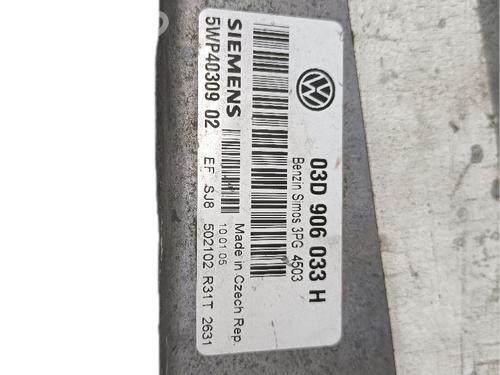 03D 906 033 H
Benzin Simos 3PG 4503
SIEMENS
5WP40309 02
Made in Czech Rep.
10.01.05
EF SJ8
502102 R31T 2631